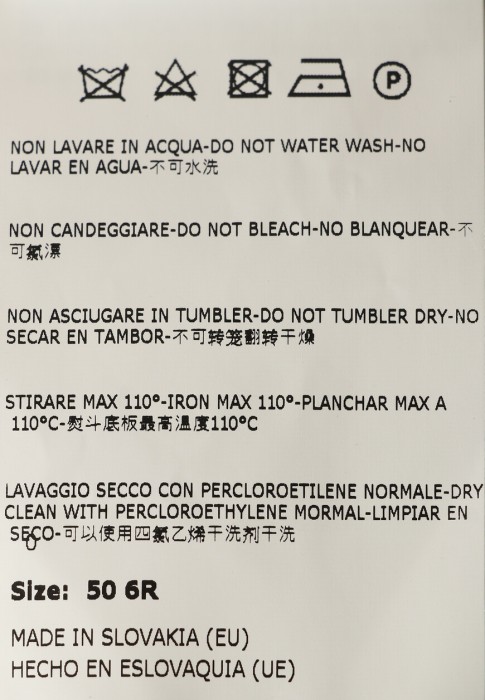 P
NON LAVARE IN ACQUA-DO NOT WATER WASH-NO
LAVAR EN AGUA-不可水洗
NON CANDEGGIARE-DO NOT BLEACH-NO BLANQUEAR-不
可氯漂
NON ASCIUGARE IN TUMBLER-DO NOT TUMBLER DRY-NO
SECAR EN TAMBOR-不可转笼翻转干燥
STIRARE MAX 110°-IRON MAX 110°-PLANCHAR MAX A
110°C-熨斗底板最高温度110°C
LAVAGGIO SECCO CON PERCLOROETILENE NORMALE-DRY
CLEAN WITH PERCLOROETHYLENE MORMAL-LIMPIAR EN
SECO-可以使用四氯乙烯干洗剂干洗
Size: 50 6R
MADE IN SLOVAKIA (EU)
HECHO EN ESLOVAQUIA (UE)